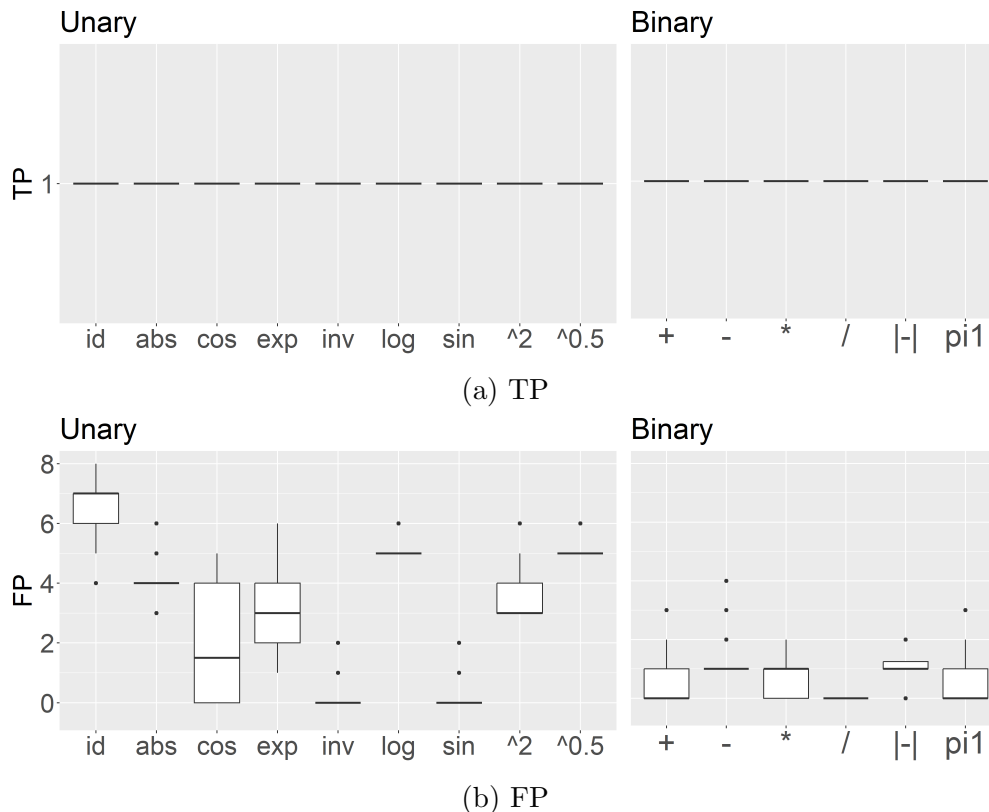 Unary Binary
TP 1
id abs cos exp inv log sin ^2 ^0.5 + - * / |-| pi1
(a) TP
Unary Binary
8
6
4
FP
2
0
id abs cos exp inv log sin ^2 ^0.5 + - * / |-| pi1
(b) FP